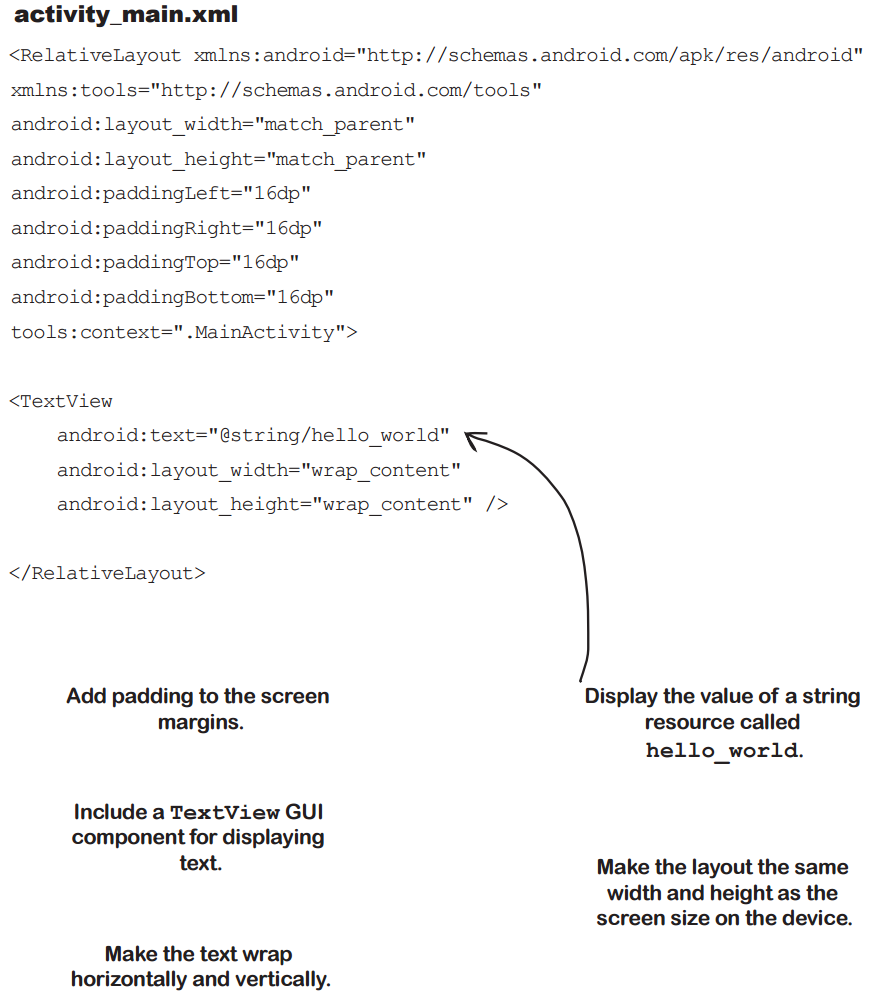 activity_main.xml
<RelativeLayout xmlns:android="http://schemas.android.com/apk/res/android"
xmlns:tools="http://schemas.android.com/tools"
android:layout_width="match_parent"
android:layout_height="match_parent"
android:paddingLeft="16dp"
android:paddingRight="16dp"
android:paddingTop="16dp"
android:paddingBottom="16dp"
tools:context=".MainActivity">
<TextView
android:text="@string/hello_world"
android:layout_width="wrap_content"
android:layout_height="wrap_content" />
</RelativeLayout>
Add padding to the screen
margins.
Display the value of a string
resource called
hello_world.
Include a TextView GUI
component for displaying
text.
Make the layout the same
width and height as the
screen size on the device.
Make the text wrap
horizontally and vertically.